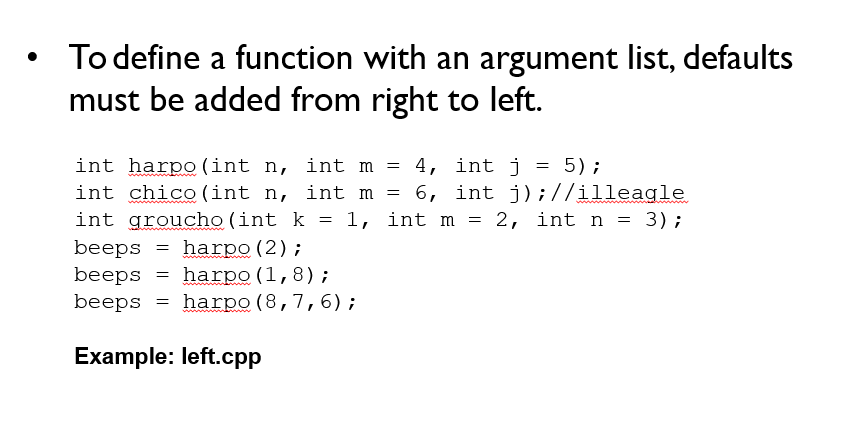 • To define a function with an argument list, defaults
must be added from right to left.
int harpo(int n, int m = 4, int j = 5);
int chico(int n, int m = 6, int j);//illeagle
int groucho(int k = 1, int m = 2, int n = 3);
beeps = harpo(2);
beeps = harpo(1,8);
beeps = harpo(8,7,6);
Example: left.cpp